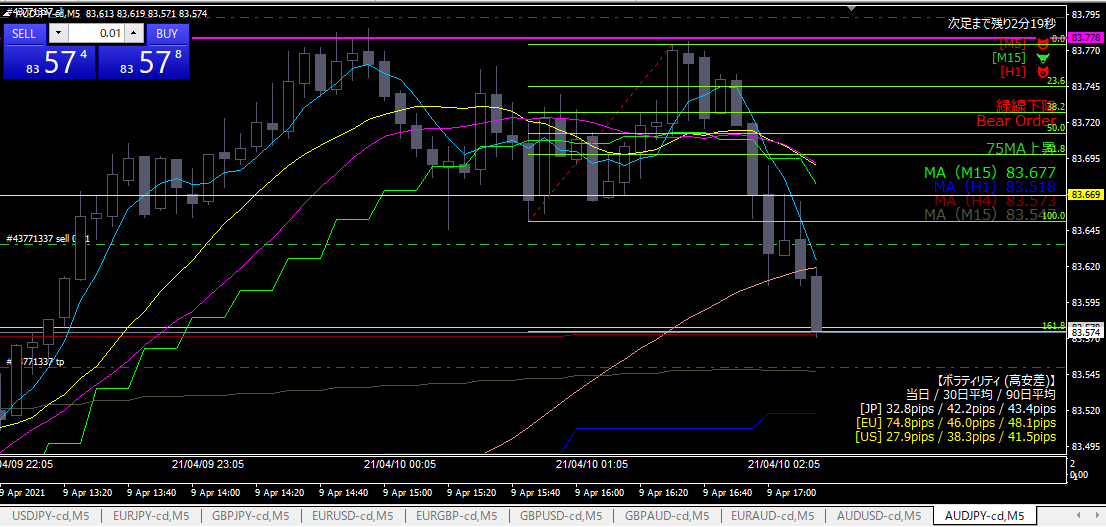 AUDJPY-cd,M5 83,613 83,619 83,571 83,574
SELL
0.01
BUY
83 57 4
83 57 8
次足まで残り2分19秒
[M5]
[M15]
[H1]
0.0
23.6
38.2
50.0
61.8
100.0
161.8
Bear Order
75MA上昇
MA（M15）83.677
MA（H1）83.518
MA（H4）83.573
MA（M15）
#43771337 tp
【ボラティリティ(高安差)】
当日 / 30日平均 / 90日平均
[JP] 32.8pips / 42.2pips / 43.4pips
[EU] 74.8pips / 46.0pips / 48.1pips
[US] 27.9pips / 38.3pips / 41.5pips
83.795
83.778
83.770
83.745
83.720
83.695
83.669
83.645
83.620
83.595
83.574
83.570
83.545
83.520
83.495
2
0.00
04/09 22:05
21/04/09 23:05
21/04/10 00:05
21/04/10 01:05
21/04/10 02:05
9 Apr 2021
9 Apr 13:20
9 Apr 13:40
9 Apr 14:00
9 Apr 14:20
9 Apr 14:40
9 Apr 15:00
9 Apr 15:20
9 Apr 15:40
9 Apr 16:00
9 Apr 16:20
9 Apr 16:40
9 Apr 17:00
USDJPY-cd,M5
EURJPY-cd,M5
GBPJPY-cd,M5
EURUSD-cd,M5
EURGBP-cd,M5
GBPUSD-cd,M5
GBPAUD-cd,M5
EURAUD-cd,M5
AUDUSD-cd,M5
AUDJPY-cd,M5